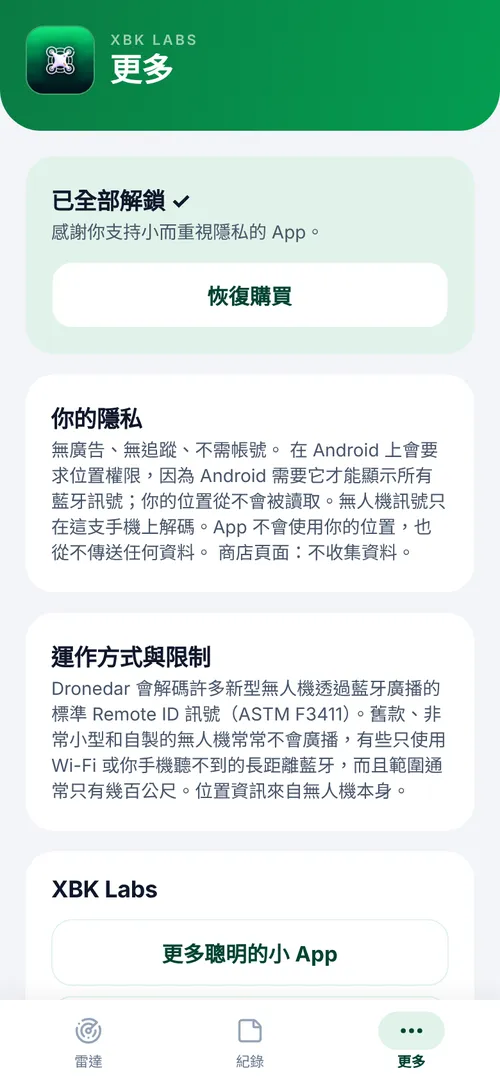 XBK LABS
更多
已全部解鎖 ✓
感謝你支持小而重視隱私的 App。
恢復購買
你的隱私
無廣告、無追蹤、不需帳號。 在 Android 上會要
求位置權限，因為 Android 需要它才能顯示所有
藍牙訊號；你的位置從不會被讀取。無人機訊號只
在這支手機上解碼。App 不會使用你的位置，也
從不傳送任何資料。 商店頁面：不收集資料。
運作方式與限制
Dronedar 會解碼許多新型無人機透過藍牙廣播的
標準 Remote ID 訊號（ASTM F3411）。舊款、非
常小型和自製的無人機常常不會廣播，有些只使用
Wi-Fi 或你手機聽不到的長距離藍牙，而且範圍通
常只有幾百公尺。位置資訊來自無人機本身。
XBK Labs
更多聰明的小 App
雷達
紀錄
更多